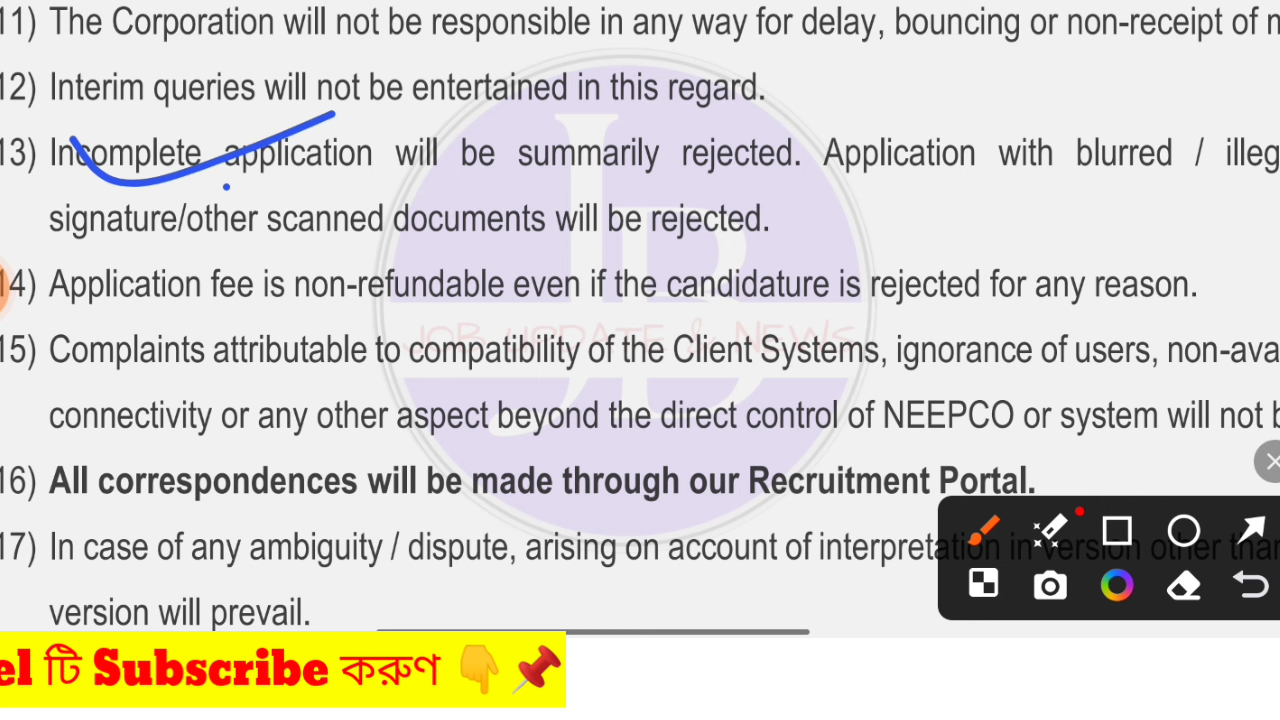 11) The Corporation will not be responsible in any way for delay, bouncing or non-receipt of
12) Interim queries will not be entertained in this regard.
13) Incomplete application will be summarily rejected. Application with blurred /
signature/other scanned documents will be rejected.
14) Application fee is non-refundable even if the candidature is rejected for any reason.
JOB UPDATE & NEWS
15) Complaints attributable to compatibility of the Client Systems, ignorance of users,
connectivity or any other aspect beyond the direct control of NEEPCO or system will not
16) All correspondences will be made through our Recruitment Portal.
17) In case of any ambiguity / dispute, arising on account of interpretation in version other
version will prevail.
টি Subscribe করুণ